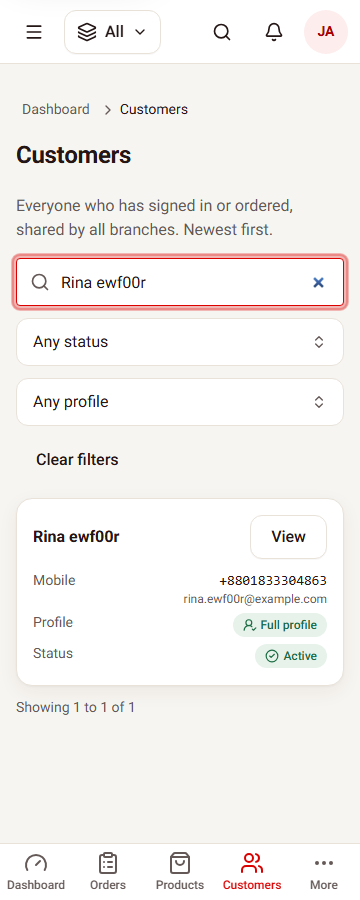 All
JA
Dashboard > Customers
Customers
Everyone who has signed in or ordered,
shared by all branches. Newest first.
Rina ewf00r
Any status
Any profile
Clear filters
Rina ewf00r
View
Mobile
+8801833304863
rina.ewf00r@example.com
Profile
Full profile
Status
Active
Showing 1 to 1 of 1
Dashboard
Orders
Products
Customers
More